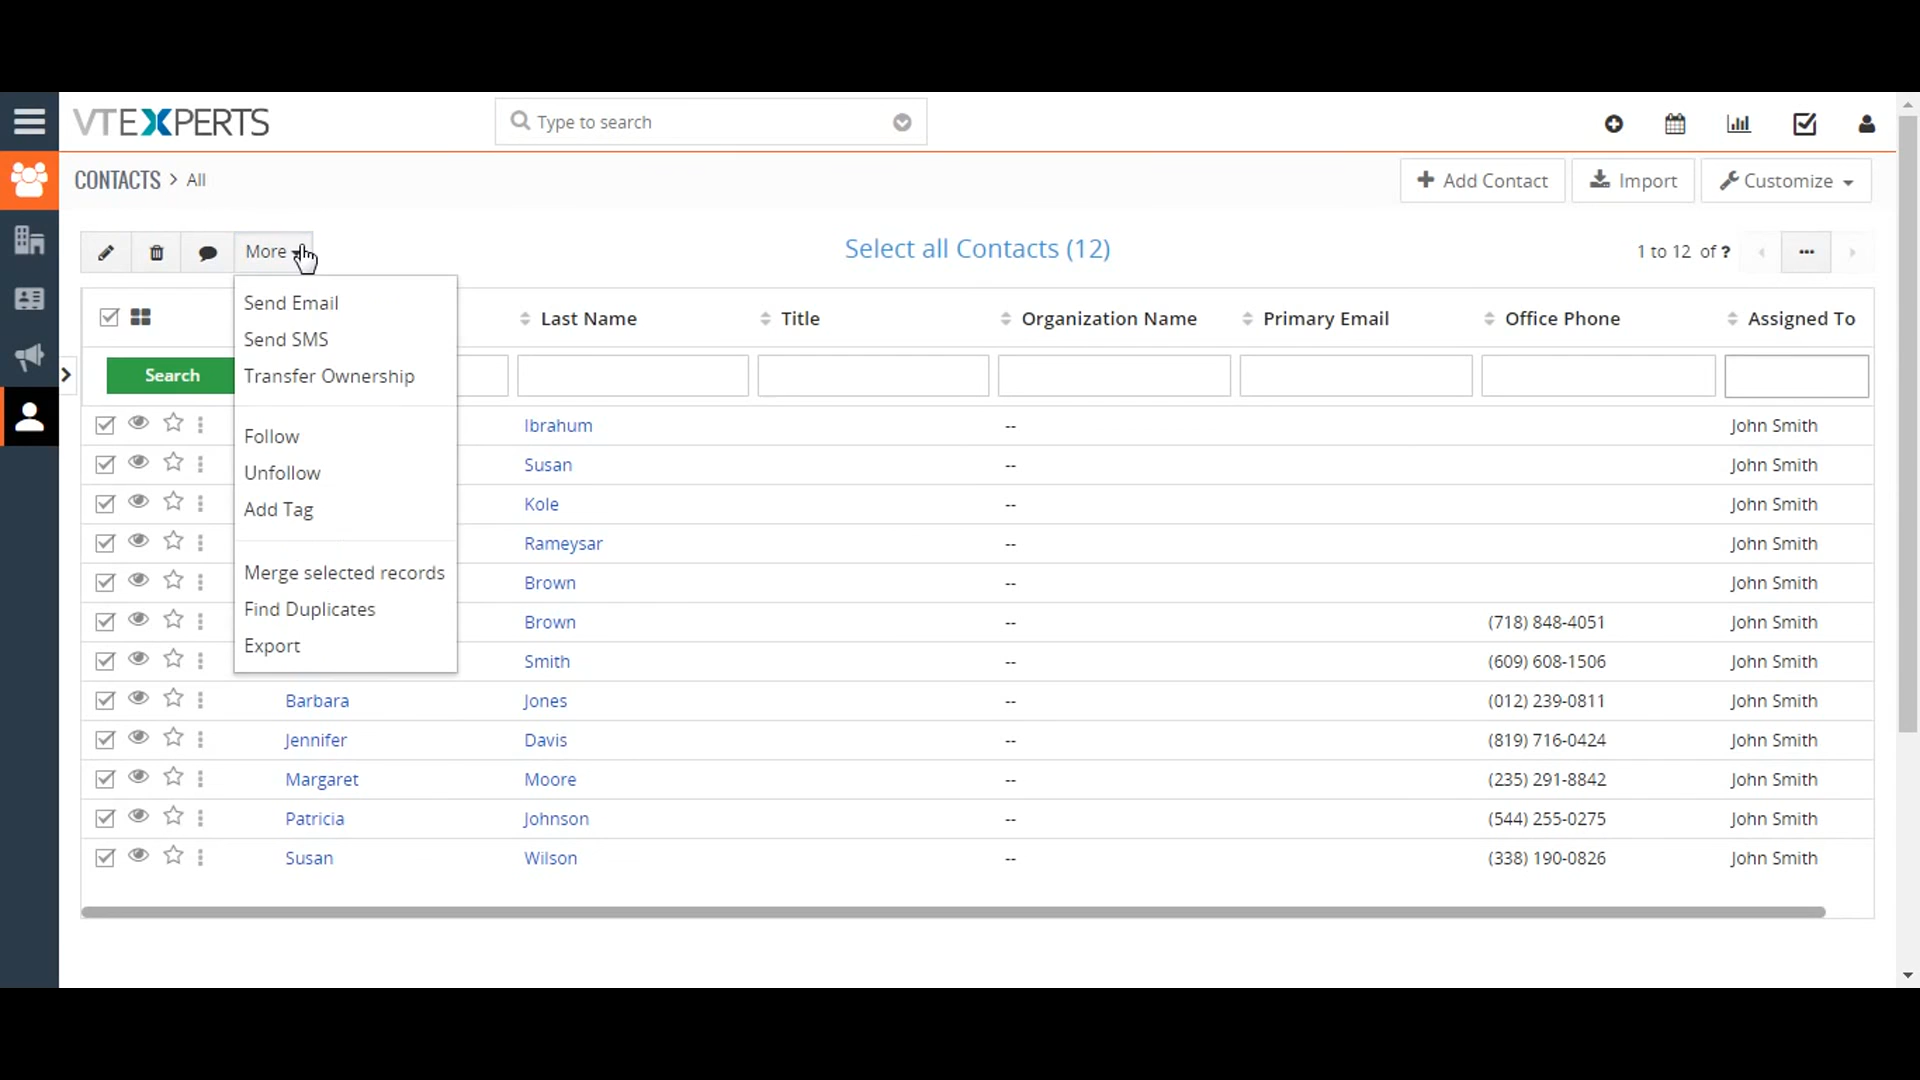 VTEXPERTS
Type to search
CONTACTS > All
Add Contact
Import
Customize
More
Select all Contacts (12)
1 to 12 of ?
Send Email
Send SMS
Transfer Ownership
Follow
Unfollow
Add Tag
Merge selected records
Find Duplicates
Export
Last Name Title Organization Name Primary Email Office Phone Assigned To
Search
Ibrahum -- John Smith
Susan -- John Smith
Kole -- John Smith
Rameysar -- John Smith
Brown -- John Smith
Brown -- (718) 848-4051 John Smith
Smith -- (609) 608-1506 John Smith
Barbara Jones -- (012) 239-0811 John Smith
Jennifer Davis -- (819) 716-0424 John Smith
Margaret Moore -- (235) 291-8842 John Smith
Patricia Johnson -- (544) 255-0275 John Smith
Susan Wilson -- (338) 190-0826 John Smith